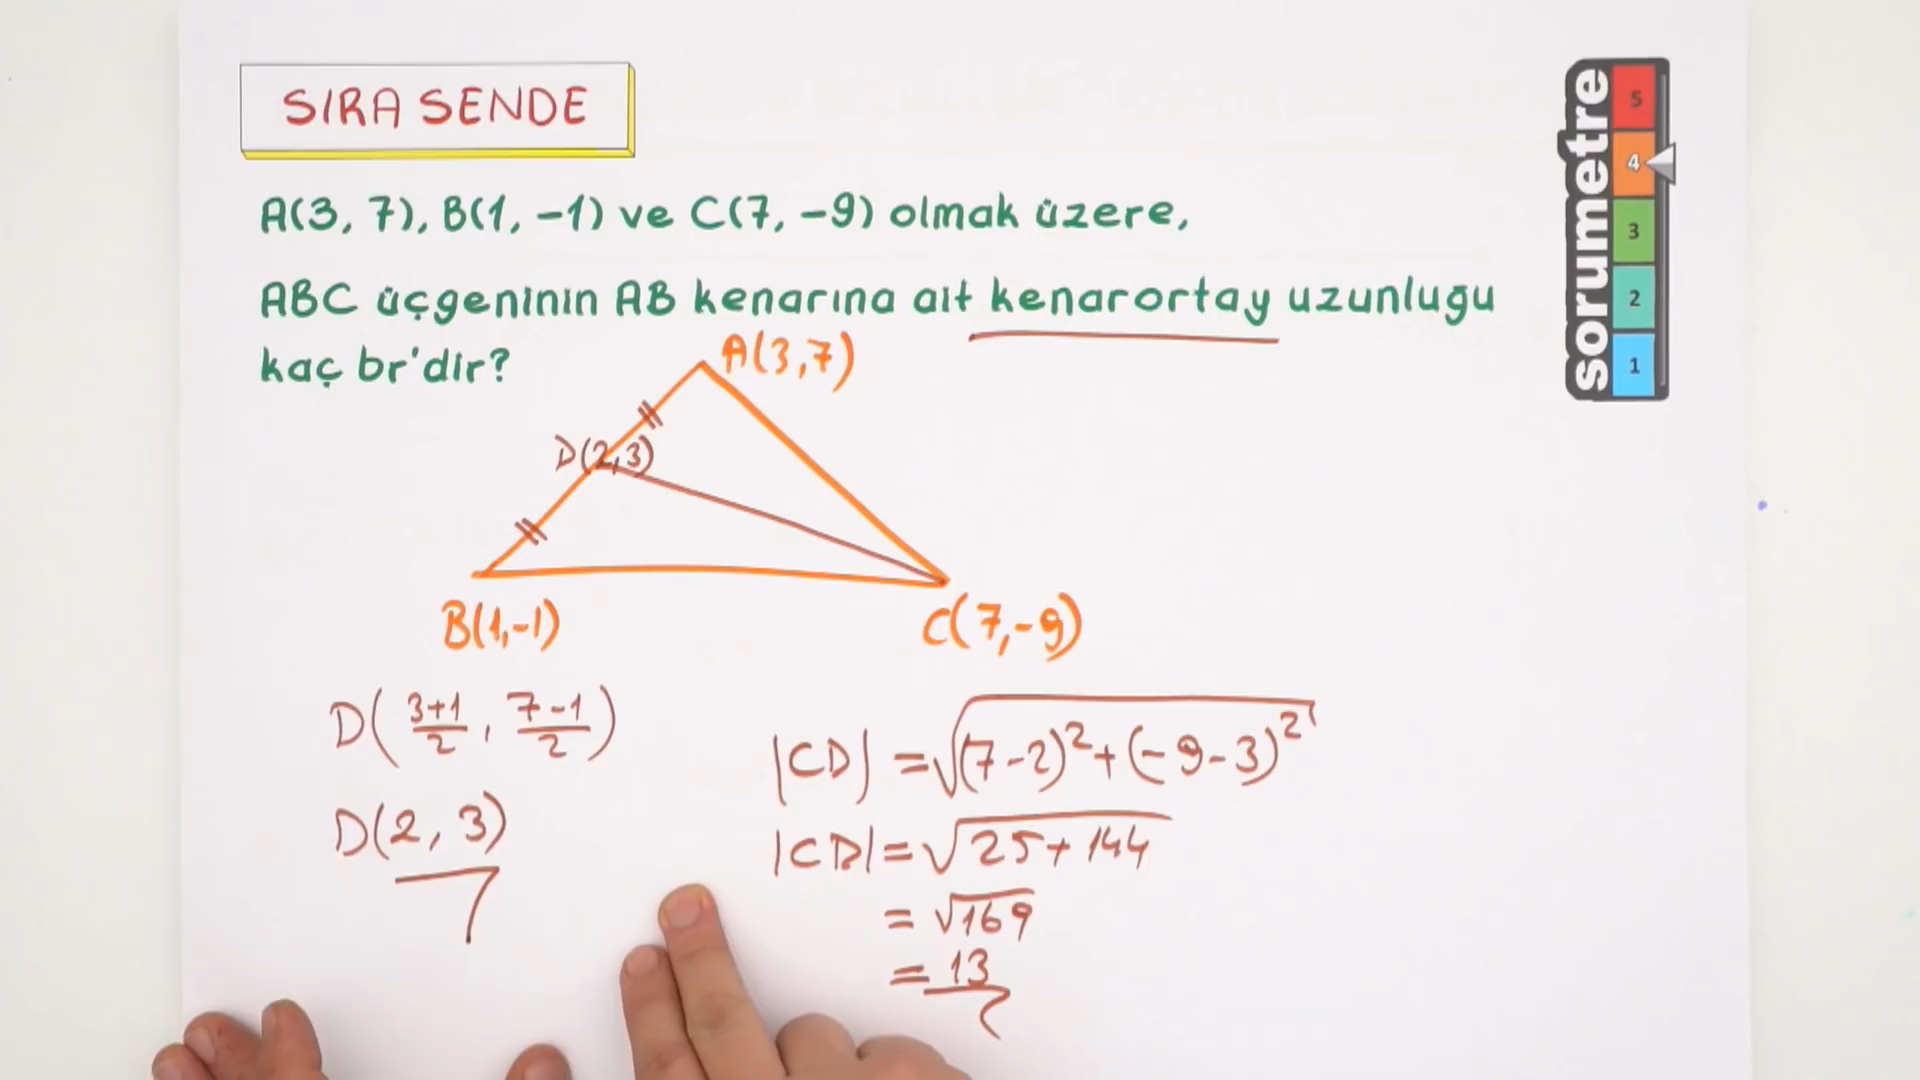 SIRA SENDE
A(3, 7), B(1, -1) ve C(7, -9) olmak üzere,
ABC üçgeninin AB kenarına ait kenarortay uzunluğu
kaç br'dir?
A(3,7)
D(2,3)
B(1,-1)
C(7,-9)
D(3+1/2, 7-1/2)
D(2, 3)
|CD| = √(7-2)²+(-9-3)²
|CD| = √25+144
= √169
= 13
sorumetre
5
4
3
2
1